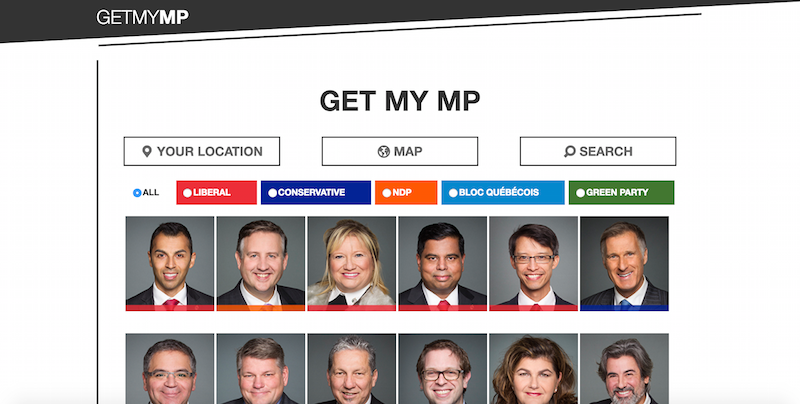 GETMYMP
GET MY MP
YOUR LOCATION
MAP
SEARCH
ALL
LIBERAL
CONSERVATIVE
NDP
BLOC QUÉBÉCOIS
GREEN PARTY